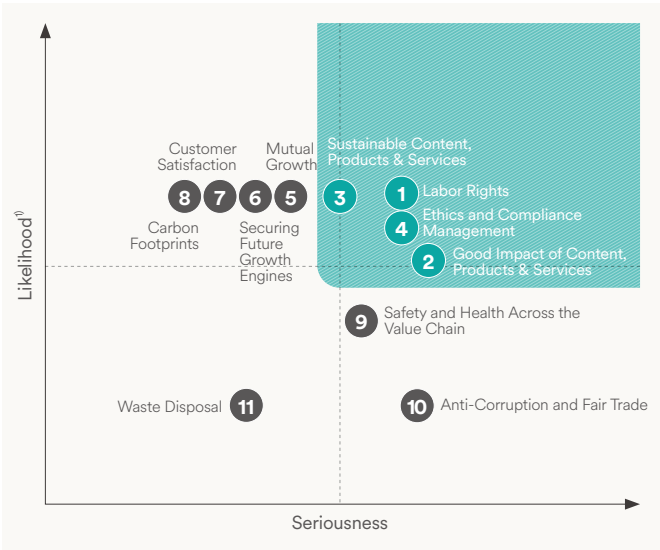 Likelihood¹⁾
Customer
Satisfaction
Mutual
Growth
Sustainable Content,
Products & Services
8
7
6
5
3
1
Labor Rights
Carbon
Footprints
Securing
Future
Growth
Engines
4
Ethics and Compliance
Management
2
Good Impact of Content,
Products & Services
9
Safety and Health Across the
Value Chain
Waste Disposal
11
10
Anti-Corruption and Fair Trade
Seriousness